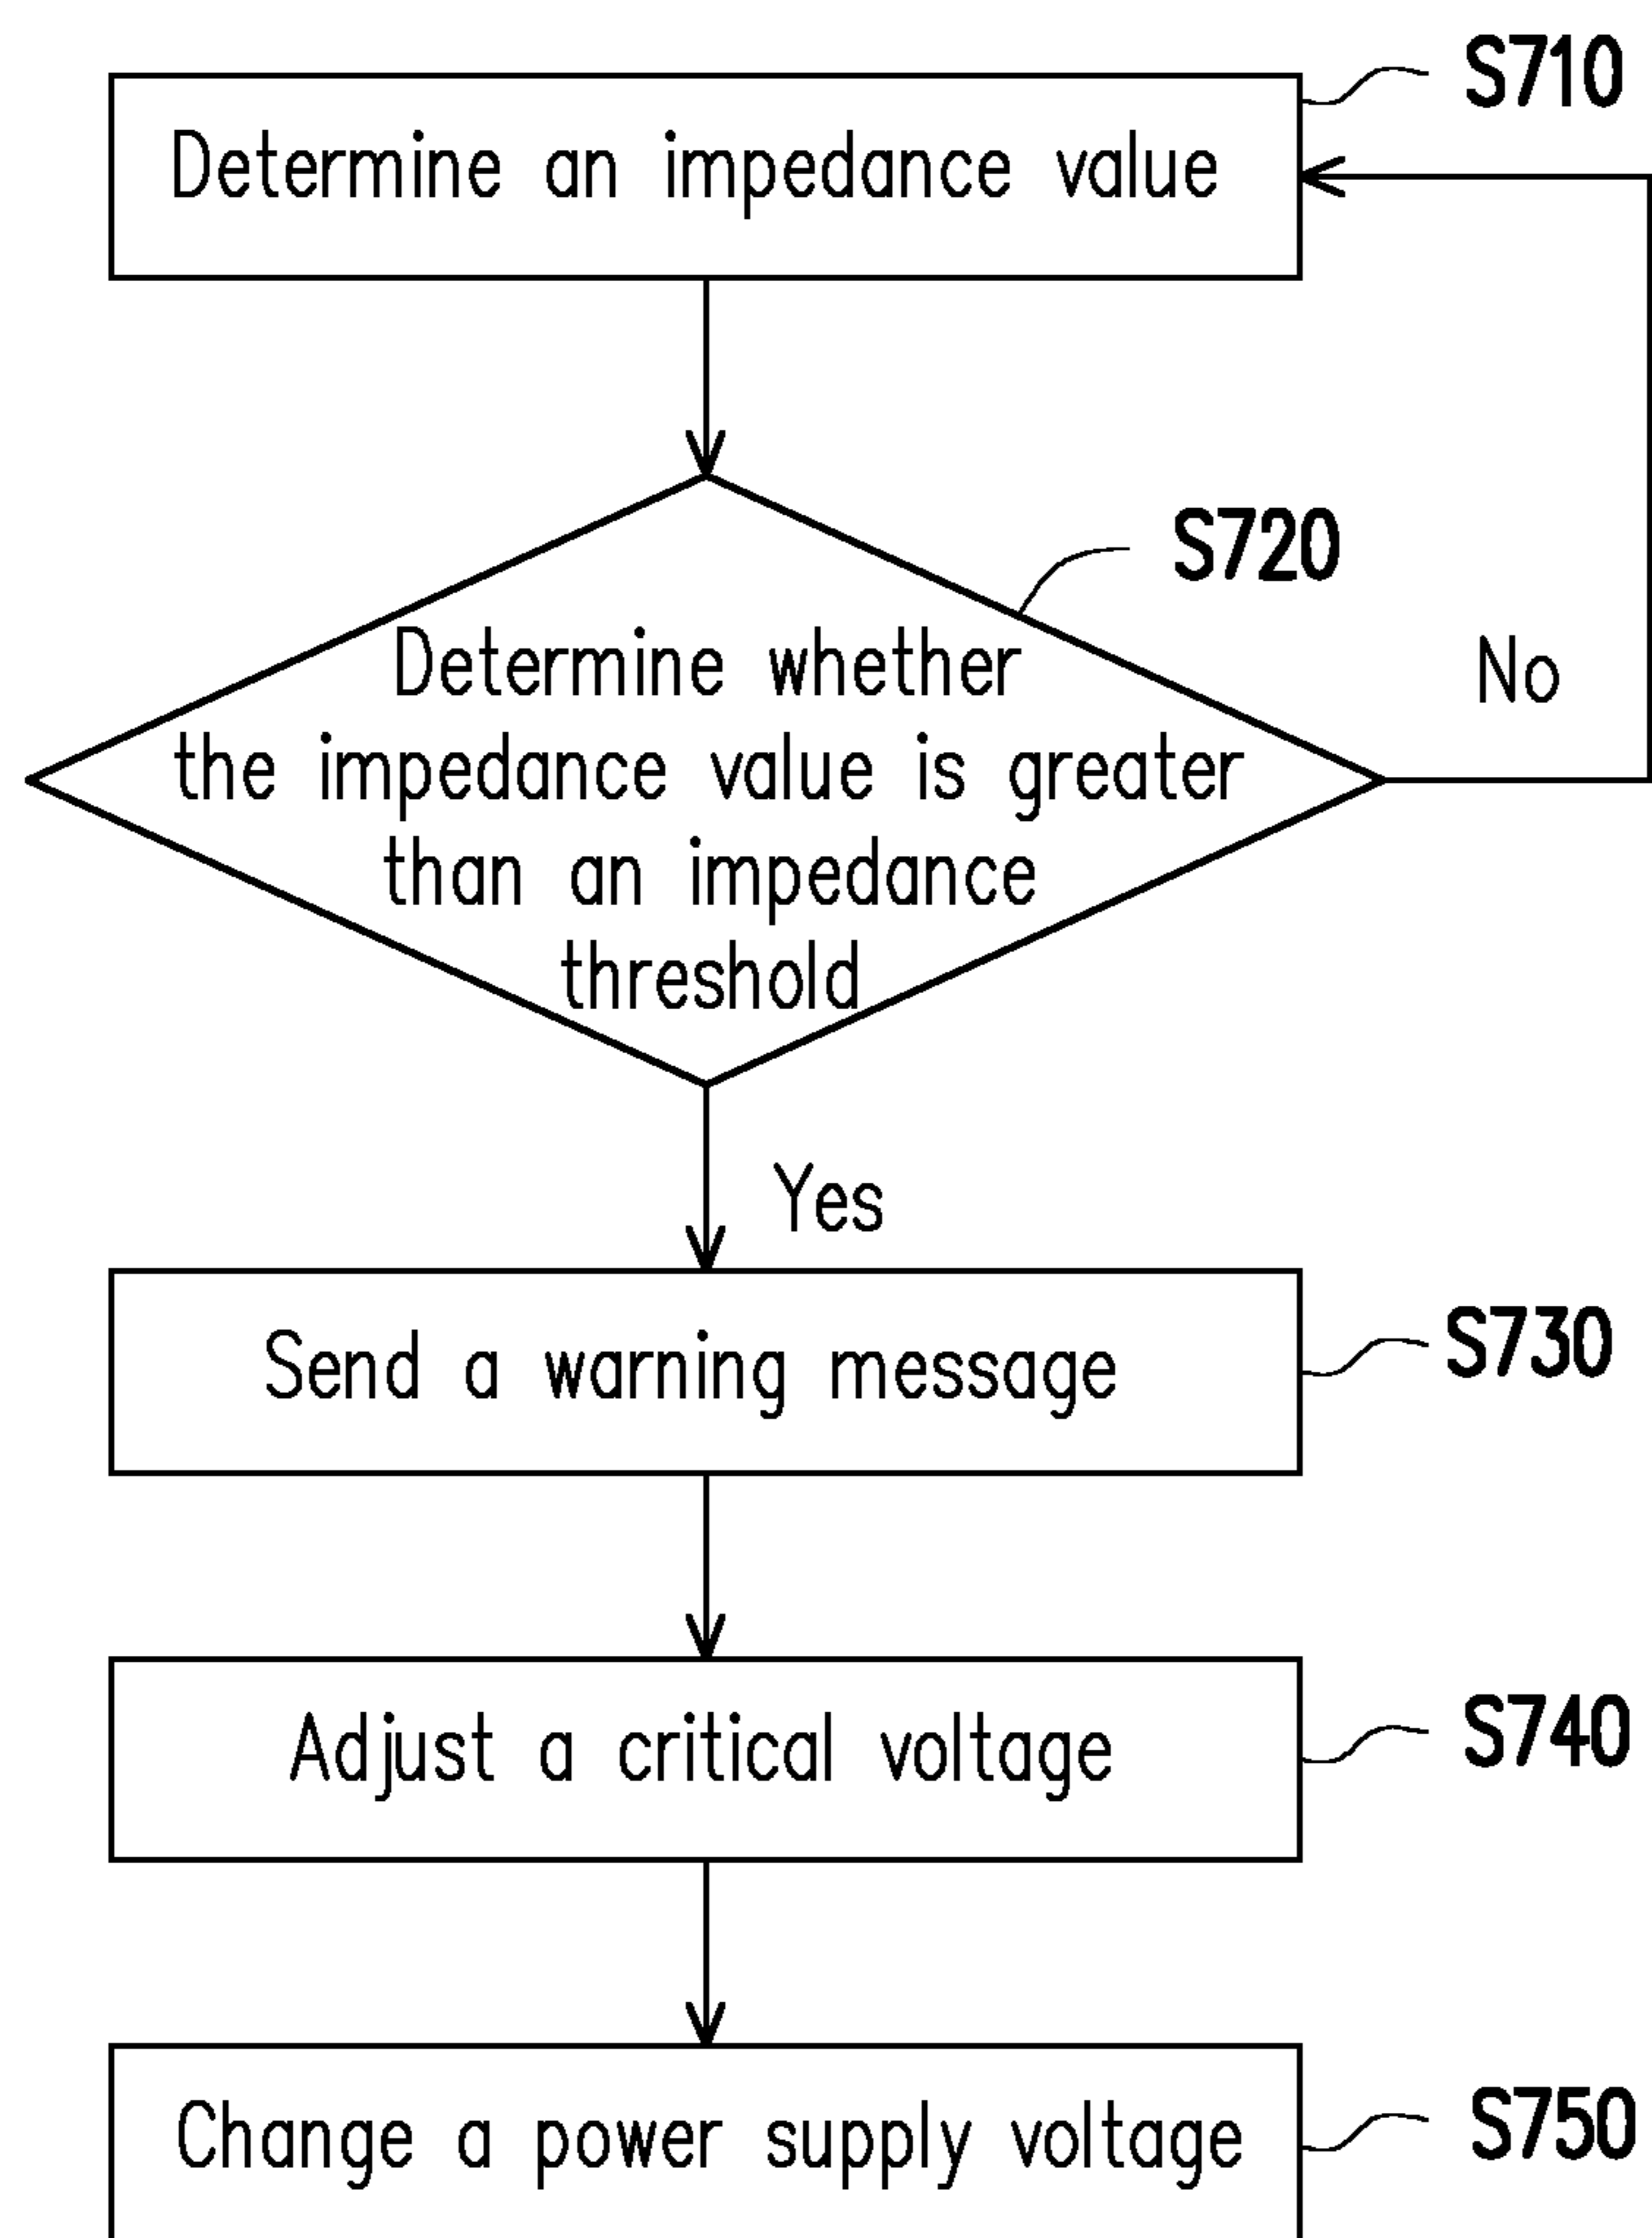 S710
Determine an impedance value
S720
Determine whether
the impedance value is greater
than an impedance
threshold
No
Yes
Send a warning message
S730
Adjust a critical voltage
S740
Change a power supply voltage
S750